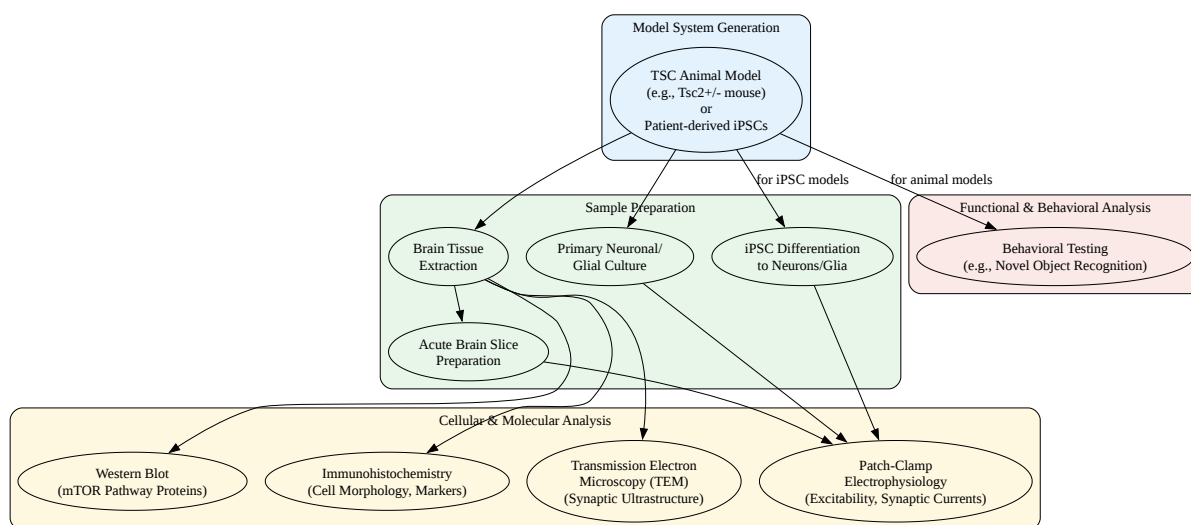 Model System Generation
TSC Animal Model
(e.g., Tsc2+/- mouse)
or
Patient-derived iPSCs
for iPSC models
for animal models
Sample Preparation
Functional & Behavioral Analysis
Brain Tissue
Extraction
Primary Neuronal/
Glial Culture
iPSC Differentiation
to Neurons/Glia
Behavioral Testing
(e.g., Novel Object Recognition)
Acute Brain Slice
Preparation
Cellular & Molecular Analysis
Western Blot
(mTOR Pathway Proteins)
Immunohistochemistry
(Cell Morphology, Markers)
Transmission Electron
Microscopy (TEM)
(Synaptic Ultrastructure)
Patch-Clamp
Electrophysiology
(Excitability, Synaptic Currents)